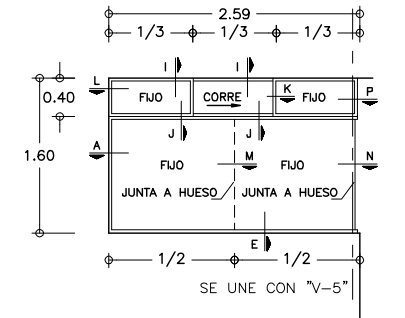 2.59
1/3 1/3 1/3
I I
L K P
0.40 FIJO CORRE FIJO
J J
1.60
A M N
FIJO FIJO
JUNTA A HUESO JUNTA A HUESO
E
1/2 1/2
SE UNE CON "V-5"